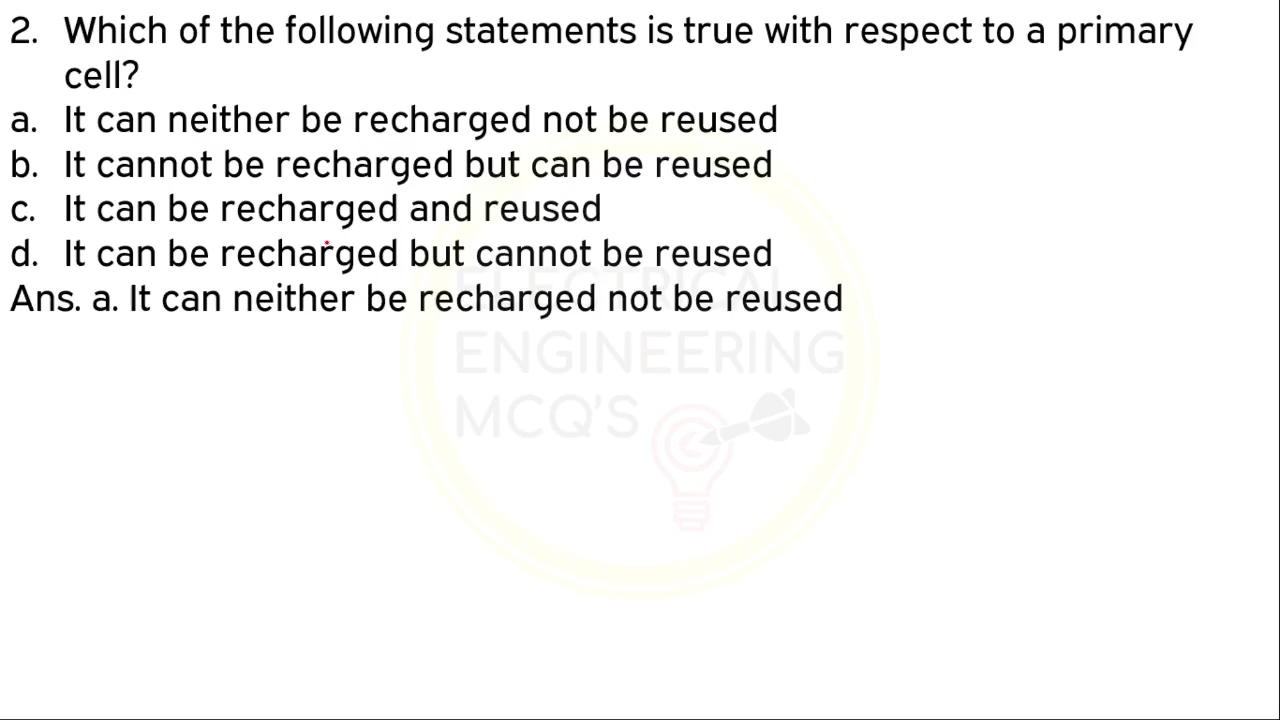 2. Which of the following statements is true with respect to a primary
cell?
a. It can neither be recharged not be reused
b. It cannot be recharged but can be reused
c. It can be recharged and reused
d. It can be recharged but cannot be reused
Ans. a. It can neither be recharged not be reused
ELECTRICAL
ENGINEERING
MCQ'S